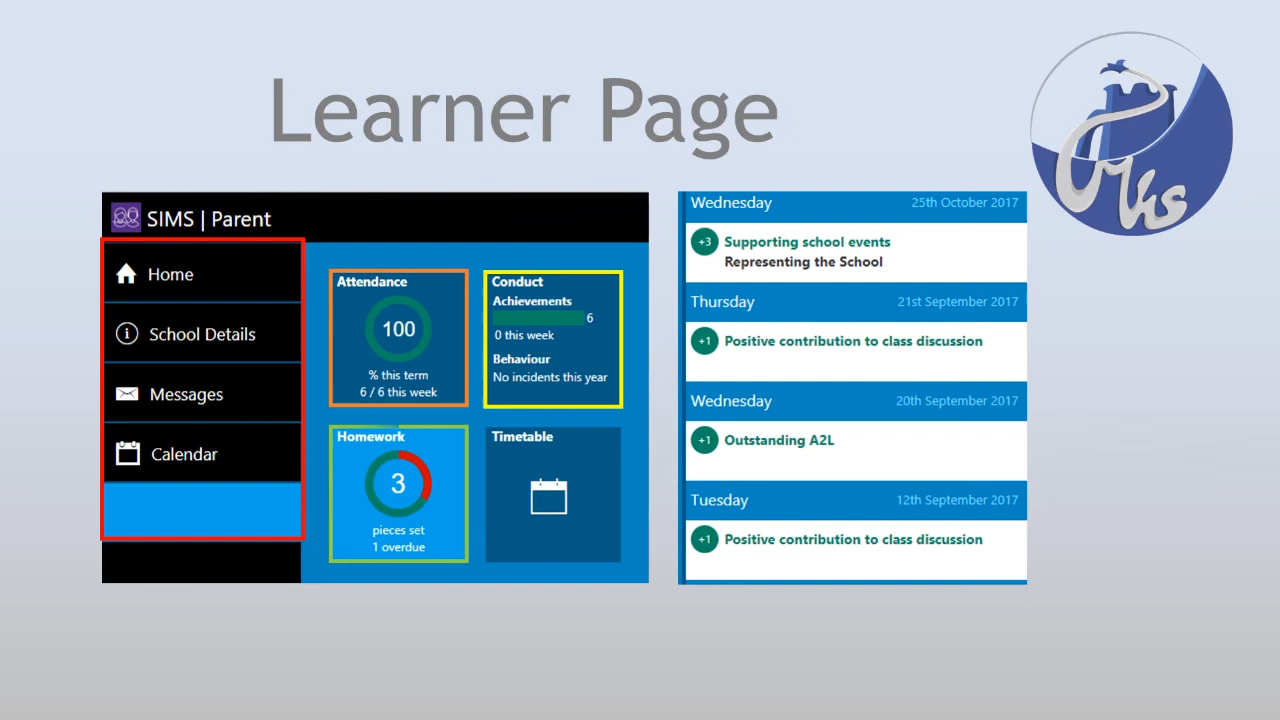 Learner Page
SIMS | Parent
Home
School Details
Messages
Calendar
Attendance
100
% this term
6 / 6 this week
Conduct
Achievements
6
0 this week
Behaviour
No incidents this year
Homework
3
pieces set
1 overdue
Timetable
Wednesday 25th October 2017
+3 Supporting school events
Representing the School
Thursday 21st September 2017
+1 Positive contribution to class discussion
Wednesday 20th September 2017
+1 Outstanding A2L
Tuesday 12th September 2017
+1 Positive contribution to class discussion